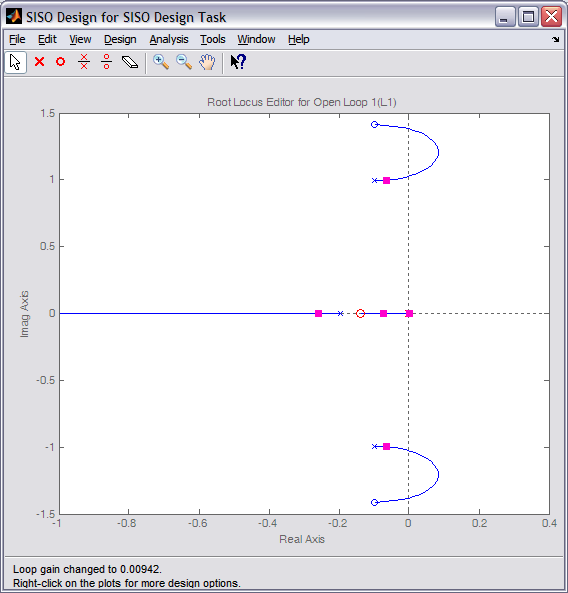 SISO Design for SISO Design Task
File Edit View Design Analysis Tools Window Help
Root Locus Editor for Open Loop 1(L1)
1.5
1
0.5
0
-0.5
-1
-1.5
Imag Axis
-1 -0.8 -0.6 -0.4 -0.2 0 0.2 0.4
Real Axis
Loop gain changed to 0.00942.
Right-click on the plots for more design options.